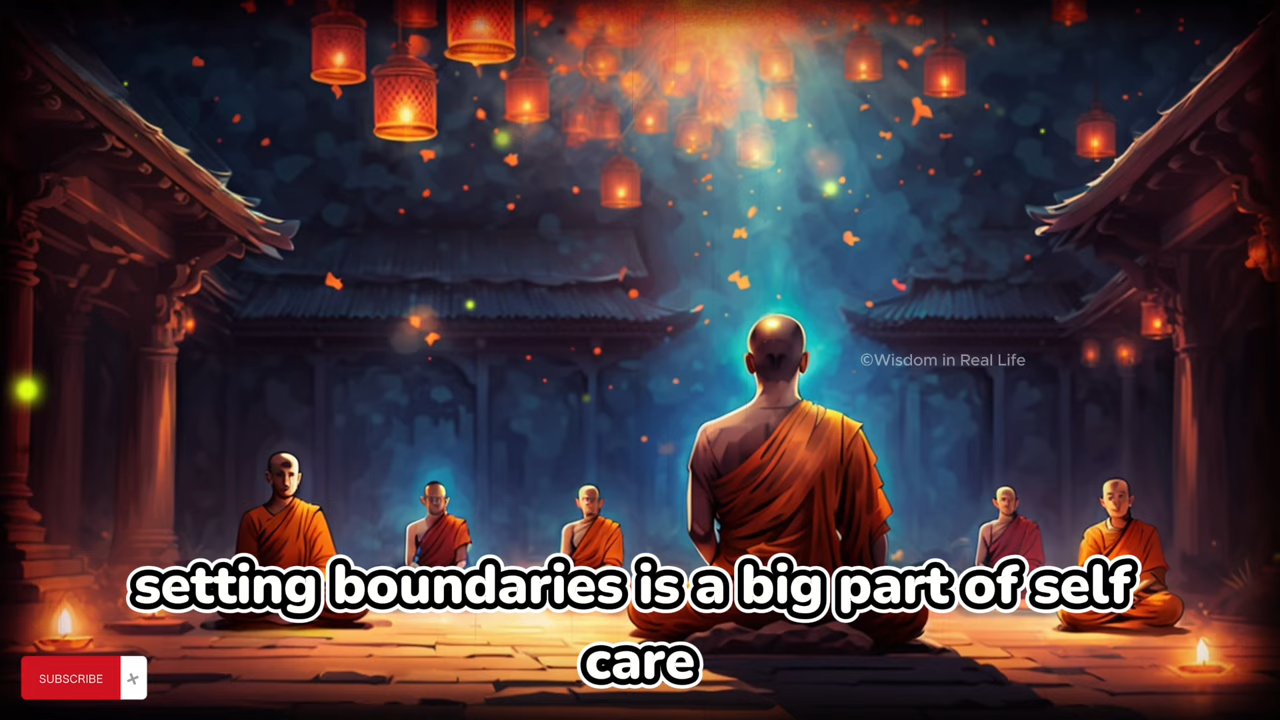 ©Wisdom in Real Life
setting boundaries is a big part of self
care
SUBSCRIBE